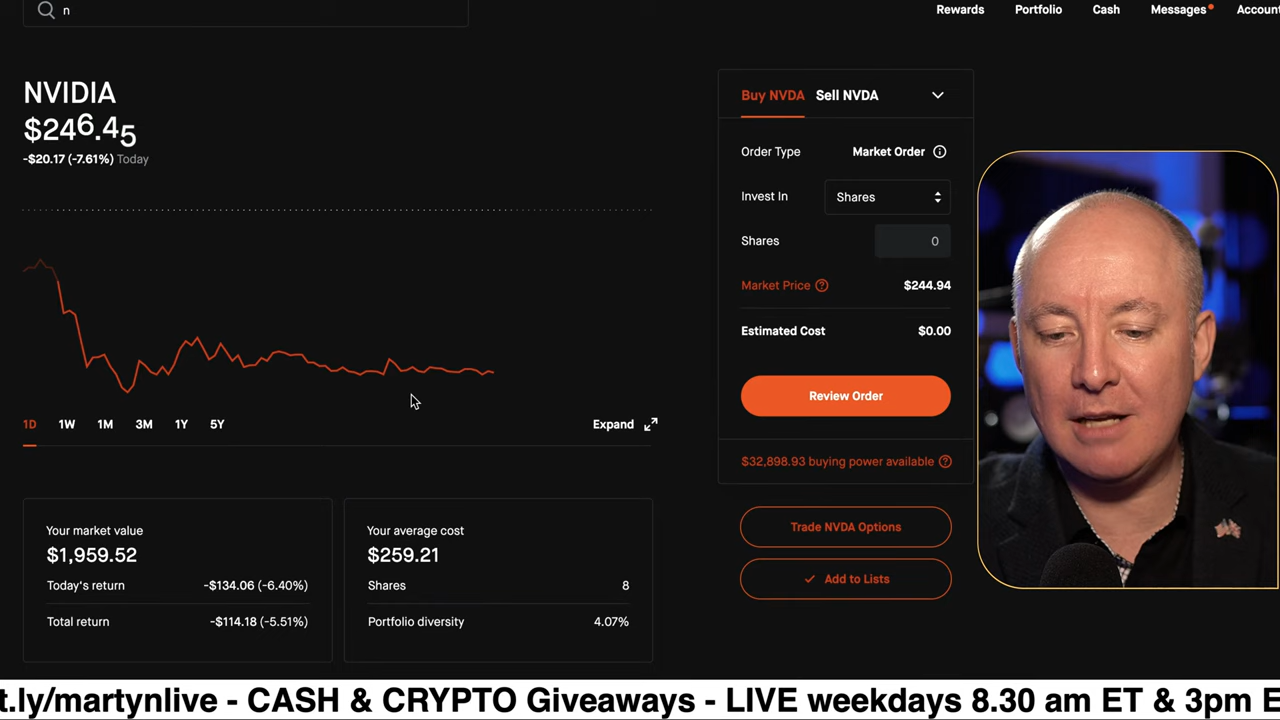 n
Rewards
Portfolio
Cash
Messages
Account
NVIDIA
$246.45
-$20.17 (-7.61%) Today
1D
1W
1M
3M
1Y
5Y
Expand
Your market value
$1,959.52
Today's return -$134.06 (-6.40%)
Total return -$114.18 (-5.51%)
Your average cost
$259.21
Shares 8
Portfolio diversity 4.07%
Buy NVDA Sell NVDA
Order Type Market Order
Invest In Shares
Shares 0
Market Price $244.94
Estimated Cost $0.00
Review Order
$32,898.93 buying power available
Trade NVDA Options
Add to Lists
t.ly/martynlive - CASH & CRYPTO Giveaways - LIVE weekdays 8.30 am ET & 3pm E